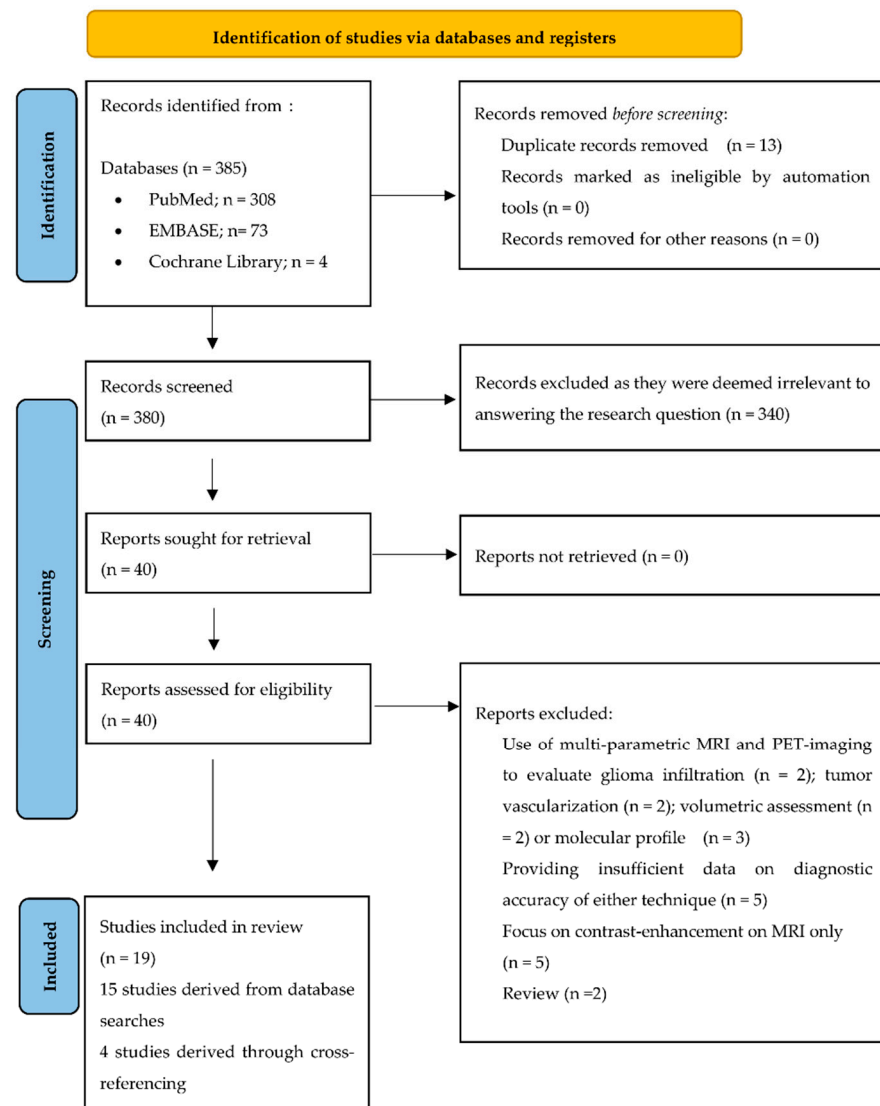 Identification of studies via databases and registers
Identification
Records identified from :
Databases (n = 385)
• PubMed; n = 308
• EMBASE; n= 73
• Cochrane Library; n = 4
Records removed before screening:
Duplicate records removed (n = 13)
Records marked as ineligible by automation
tools (n = 0)
Records removed for other reasons (n = 0)
Screening
Records screened
(n = 380)
Records excluded as they were deemed irrelevant to
answering the research question (n = 340)
Reports sought for retrieval
(n = 40)
Reports not retrieved (n = 0)
Reports assessed for eligibility
(n = 40)
Reports excluded:
Use of multi-parametric MRI and PET-imaging
to evaluate glioma infiltration (n = 2); tumor
vascularization (n = 2); volumetric assessment (n
= 2) or molecular profile (n = 3)
Providing insufficient data on diagnostic
accuracy of either technique (n = 5)
Focus on contrast-enhancement on MRI only
(n = 5)
Review (n =2)
Included
Studies included in review
(n = 19)
15 studies derived from database
searches
4 studies derived through cross-
referencing